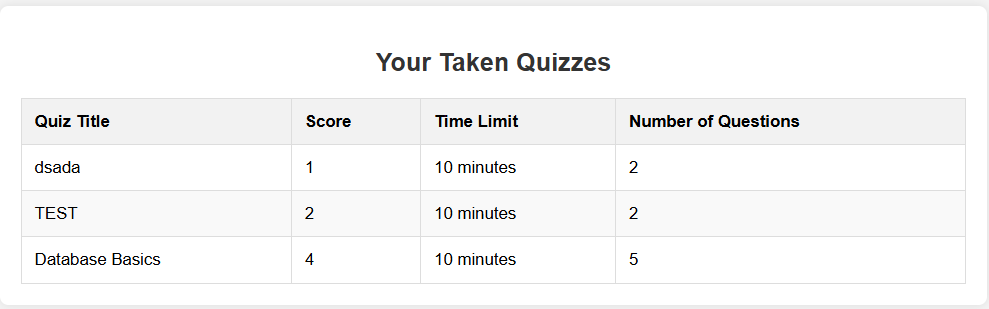 Your Taken Quizzes
Quiz Title Score Time Limit Number of Questions
dsada 1 10 minutes 2
TEST 2 10 minutes 2
Database Basics 4 10 minutes 5